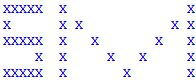 xxxxx  x               x
x      x x           x x
xxxxx  x   x       x   x
    x  x     x   x     x
xxxxx  x       x       x